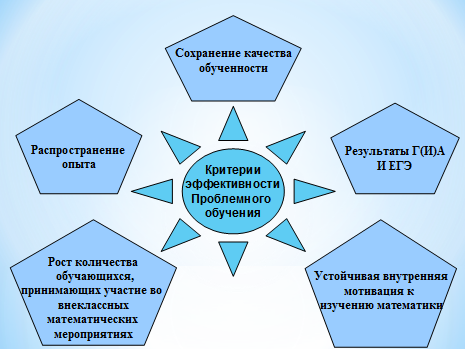 Сохранение качества
обученности
Распространение
опыта
Результаты Г(И)А
И ЕГЭ
Критерии
эффективности
Проблемного
обучения
Рост количества
обучающихся,
принимающих участие во
внеклассных
математических
мероприятиях
Устойчивая внутренняя
мотивация к
изучению математики